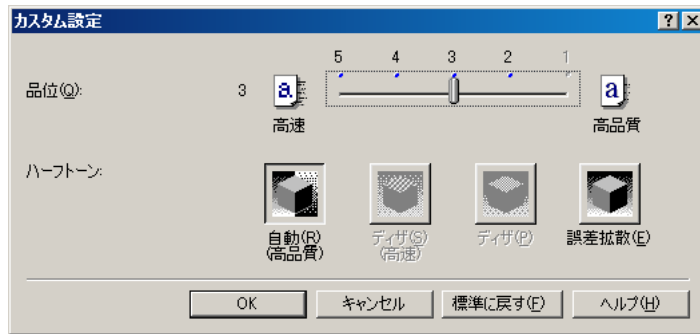 カスタム設定
5 4 3 2 1
品位(Q): 3
高速 高品質
ハーフトーン:
自動(R) ディザ(S) ディザ(P) 誤差拡散(E)
(高品質) (高速)
OK キャンセル 標準に戻す(F) ヘルプ(H)